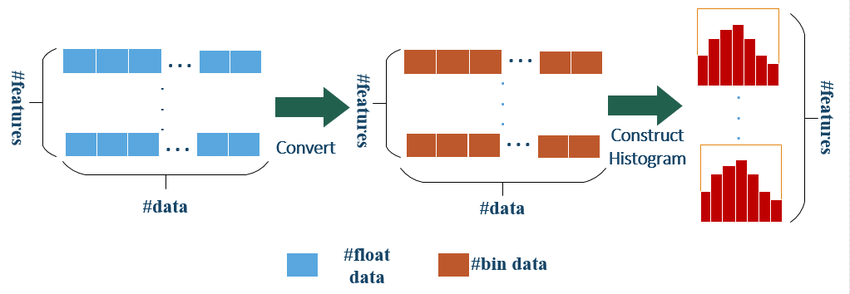 #features
#data
Convert
#features
#data
Construct
Histogram
#features
#float
data
#bin data